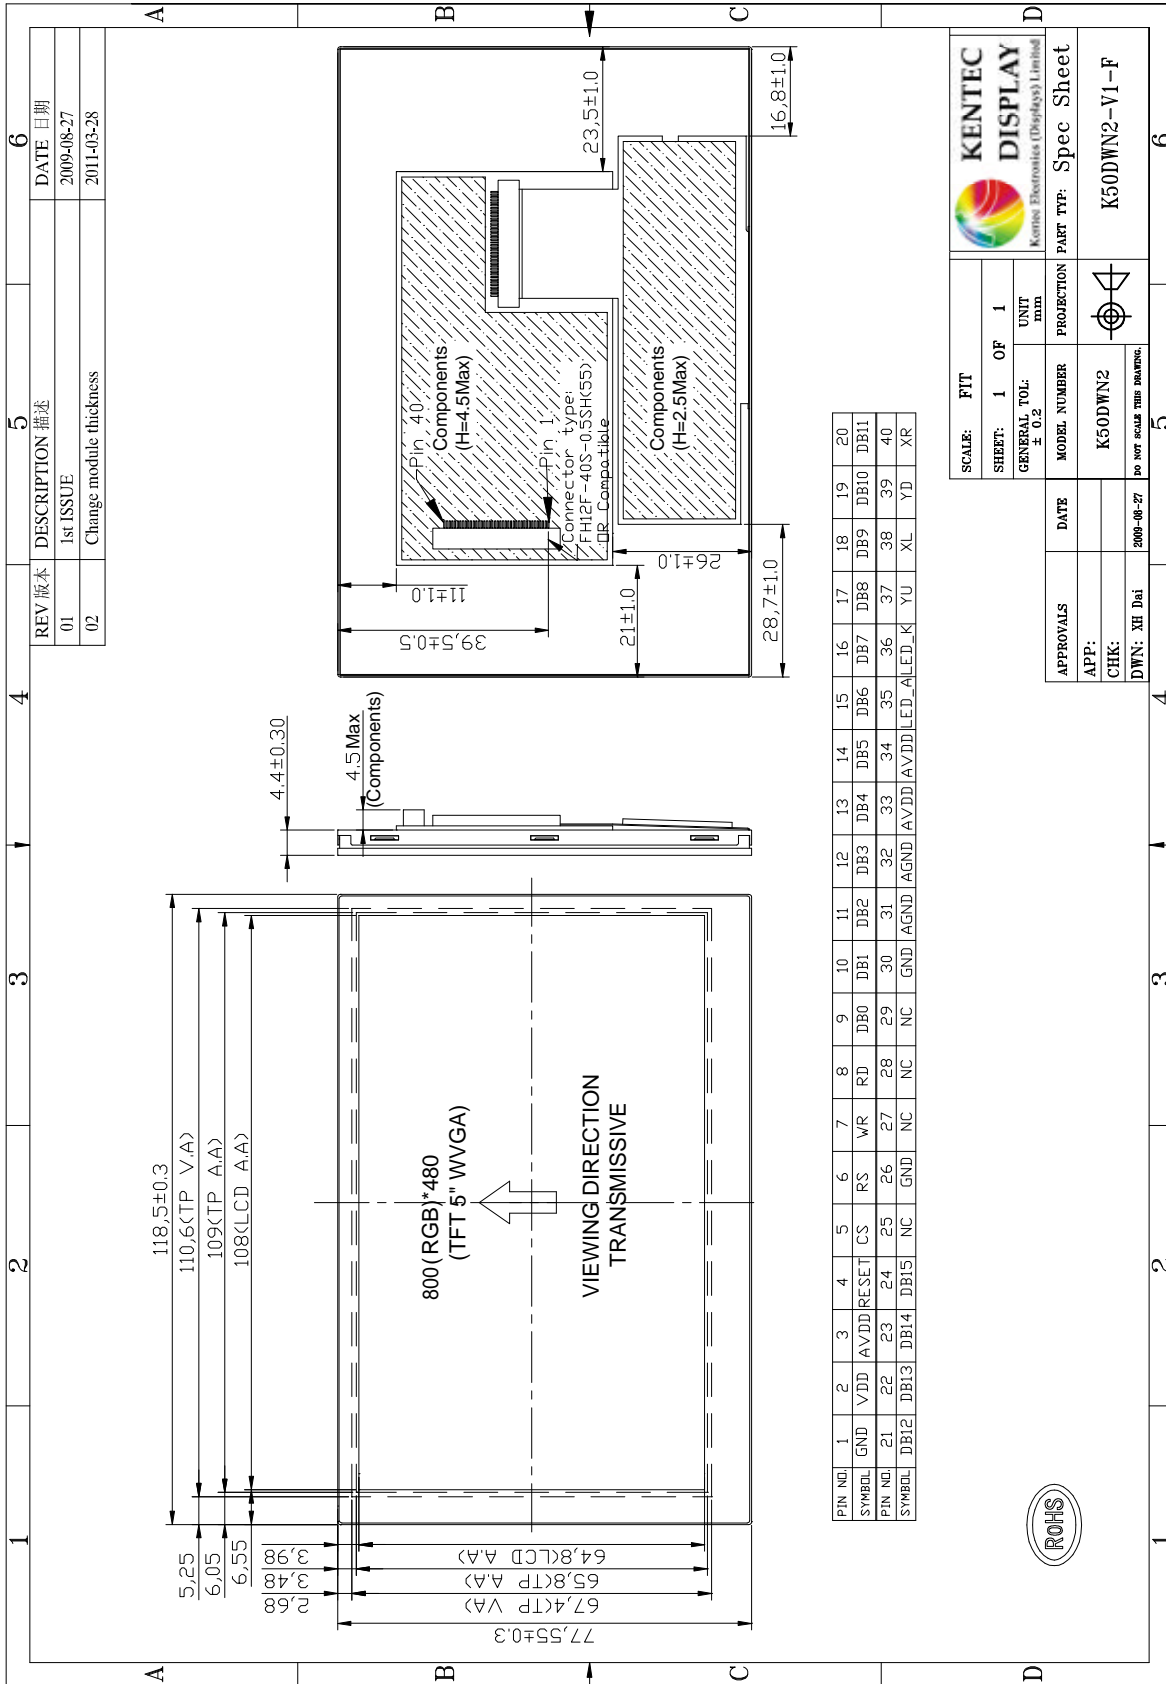 1 2 3 4 5 6
A B C D
A B C D
1 2 3 4 5 6
REV 版本 DESCRIPTION 描述 DATE 日期
01 1st ISSUE 2009-08-27
02 Change module thickness 2011-03-28
118,5±0.3
110,6(TP V.A)
109(TP A.A)
108(LCD A.A)
5,25
6,05
6,55
3,98
3,48
2,68
64,8(LCD A.A)
65,8(TP A.A)
67,4(TP VA)
77,55±0.3
800(RGB)*480
(TFT 5" WVGA)
VIEWING DIRECTION
TRANSMISSIVE
4.4±0.30
4.5Max
(Components)
11±1.0
39,5±0.5
21±1.0
28,7±1.0
26±1.0
23,5±1.0
16,8±1.0
Pin 40
Components
(H=4.5Max)
Pin 1
Connector type:
FH12F-40S-0.5SH(55)
OR Compatible
Components
(H=2.5Max)
PIN NO. 1 2 3 4 5 6 7 8 9 10 11 12 13 14 15 16 17 18 19 20
SYMBOL GND VDD AVDD RESET CS RS WR RD DB0 DB1 DB2 DB3 DB4 DB5 DB6 DB7 DB8 DB9 DB10 DB11
PIN NO. 21 22 23 24 25 26 27 28 29 30 31 32 33 34 35 36 37 38 39 40
SYMBOL DB12 DB13 DB14 DB15 NC GND NC NC NC GND AGND AGND AVDD AVDD LED_A LED_K YU XL YD XR
ROHS
SCALE: FIT
SHEET: 1 OF 1
GENERAL TOL: ± 0.2
UNIT mm
KENTEC
DISPLAY
Kentec Electronics (Displays) Limited
APPROVALS DATE MODEL NUMBER PROJECTION PART TYP: Spec Sheet
APP:
CHK:
K50DWN2
K50DWN2-V1-F
DWN: XH Dai 2009-08-27 DO NOT SCALE THIS DRAWING.